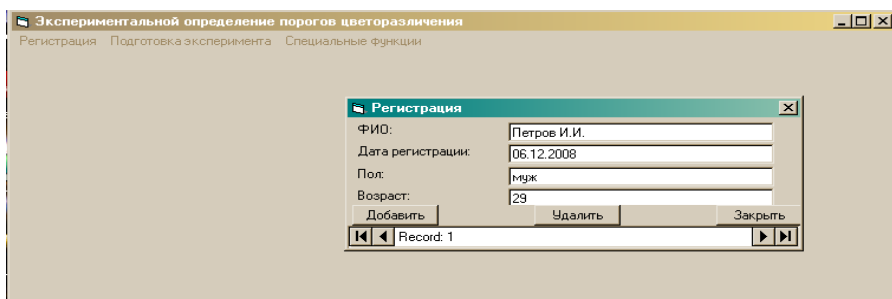 Экспериментальной определение порогов цветоразличения
Регистрация Подготовка эксперимента Специальные функции
Регистрация
ФИО: Петров И.И.
Дата регистрации: 06.12.2008
Пол: муж
Возраст: 29
Добавить Удалить Закрыть
Record: 1